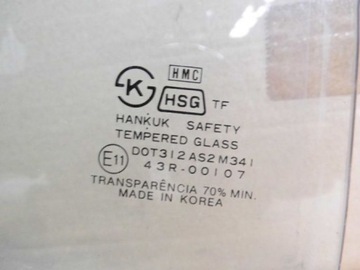 HMC
K HSG TF
HANKUK SAFETY
TEMPERED GLASS
E11 DOT312AS2M341
43R-00107
TRANSPARÊNCIA 70% MIN.
MADE IN KOREA